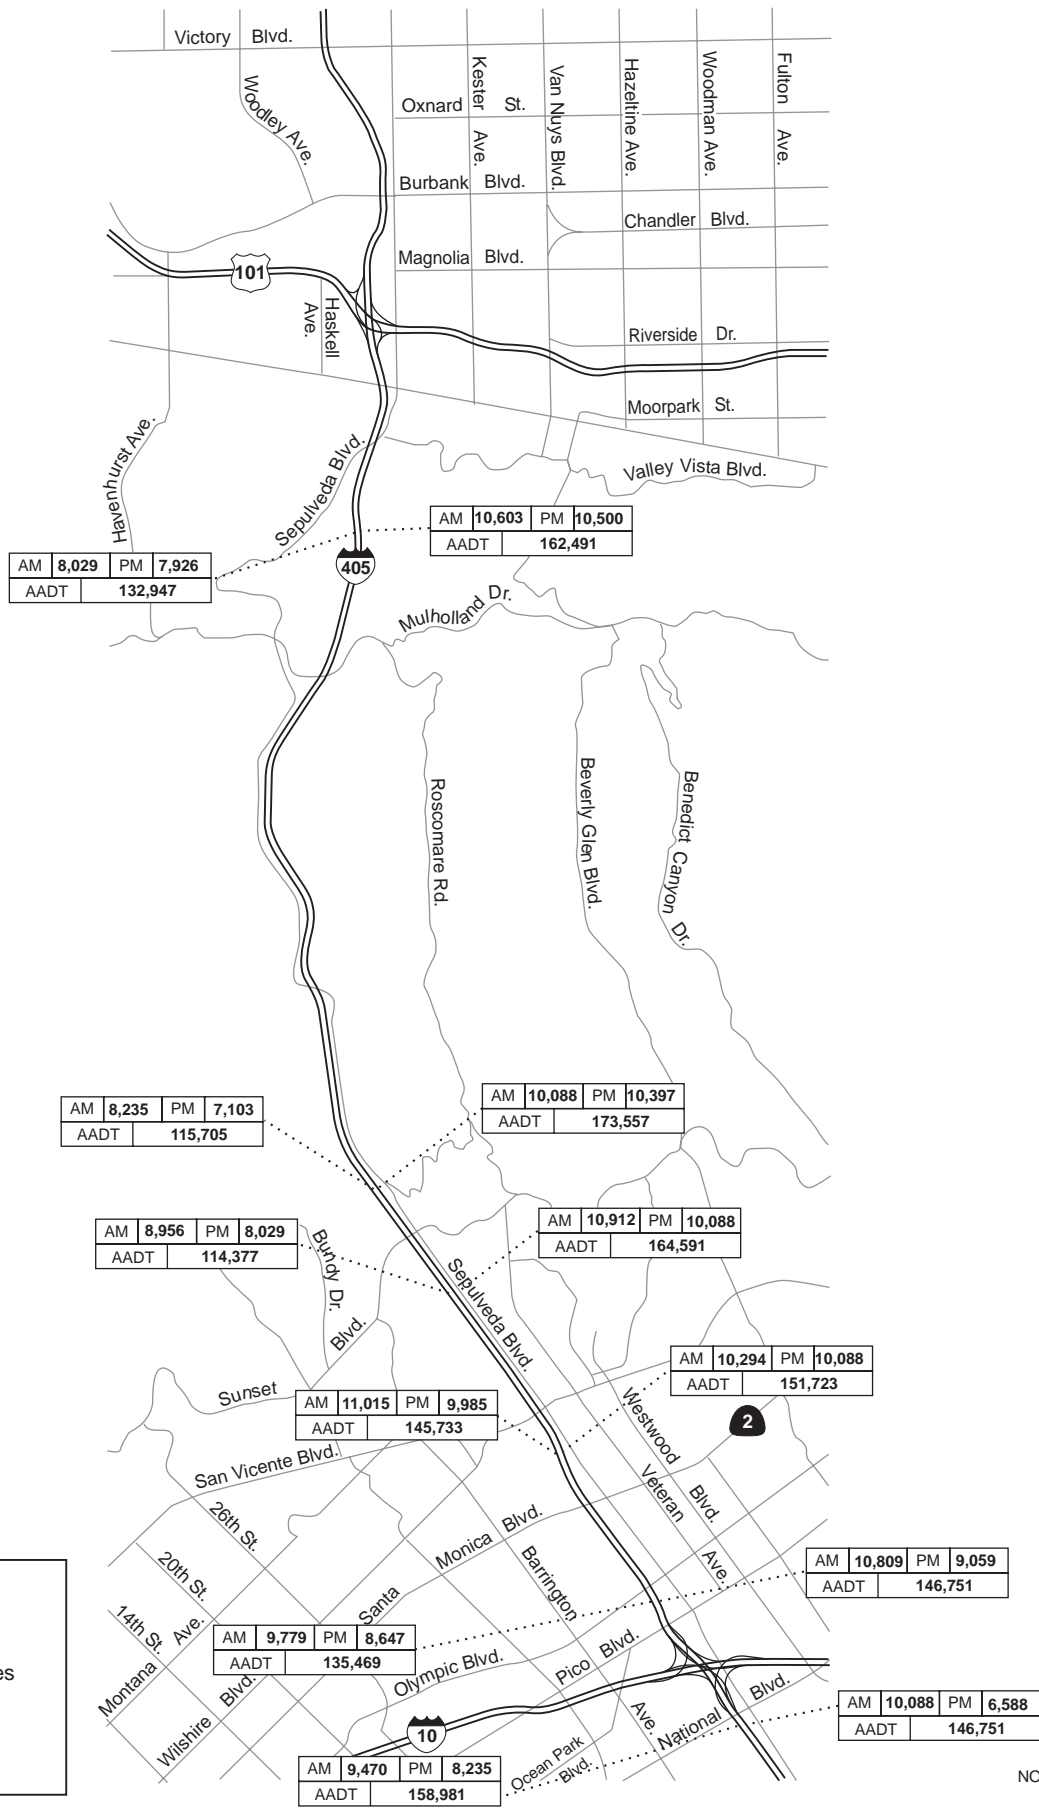 Victory Blvd.
Woodley Ave.
Oxnard St.
Kester Ave.
Van Nuys Blvd.
Hazeltine Ave.
Woodman Ave.
Fulton Ave.
Burbank Blvd.
Chandler Blvd.
Magnolia Blvd.
101
Haskell Ave.
Riverside Dr.
Moorpark St.
Havenhurst Ave.
Sepulveda Blvd.
Valley Vista Blvd.
AM 10,603 PM 10,500
AADT 162,491
AM 8,029 PM 7,926
AADT 132,947
405
Mulholland Dr.
Roscomare Rd.
Beverly Glen Blvd.
Benedict Canyon Dr.
AM 10,088 PM 10,397
AADT 173,557
AM 8,235 PM 7,103
AADT 115,705
AM 10,912 PM 10,088
AADT 164,591
AM 8,956 PM 8,029
AADT 114,377
Bundy Dr.
Sepulveda Blvd.
AM 10,294 PM 10,088
AADT 151,723
Sunset Blvd.
AM 11,015 PM 9,985
AADT 145,733
2
Westwood Blvd.
San Vicente Blvd.
Veteran Ave.
26th St.
Santa Monica Blvd.
20th St.
Barrington Ave.
14th St.
AM 10,809 PM 9,059
AADT 146,751
Montana Ave.
AM 9,779 PM 8,647
AADT 135,469
es
Olympic Blvd.
Pico Blvd.
Wilshire Blvd.
National Blvd.
AM 10,088 PM 6,588
AADT 146,751
10
Ocean Park Blvd.
AM 9,470 PM 8,235
AADT 158,981
NO